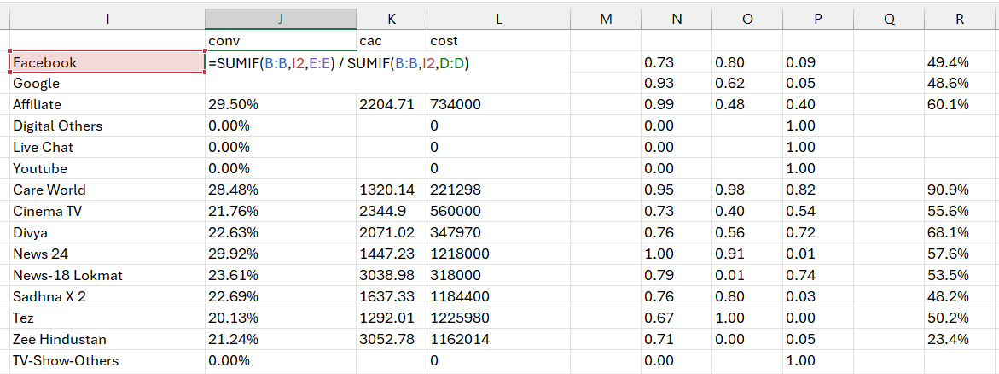 I J K L M N O P Q R
conv cac cost
Facebook =SUMIF(B:B,I2,E:E) / SUMIF(B:B,I2,D:D) 0.73 0.80 0.09 49.4%
Google 0.93 0.62 0.05 48.6%
Affiliate 29.50% 2204.71 734000 0.99 0.48 0.40 60.1%
Digital Others 0.00% 0 0.00 1.00
Live Chat 0.00% 0 0.00 1.00
Youtube 0.00% 0 0.00 1.00
Care World 28.48% 1320.14 221298 0.95 0.98 0.82 90.9%
Cinema TV 21.76% 2344.9 560000 0.73 0.40 0.54 55.6%
Divya 22.63% 2071.02 347970 0.76 0.56 0.72 68.1%
News 24 29.92% 1447.23 1218000 1.00 0.91 0.01 57.6%
News-18 Lokmat 23.61% 3038.98 318000 0.79 0.01 0.74 53.5%
Sadhna X 2 22.69% 1637.33 1184400 0.76 0.80 0.03 48.2%
Tez 20.13% 1292.01 1225980 0.67 1.00 0.00 50.2%
Zee Hindustan 21.24% 3052.78 1162014 0.71 0.00 0.05 23.4%
TV-Show-Others 0.00% 0 0.00 1.00